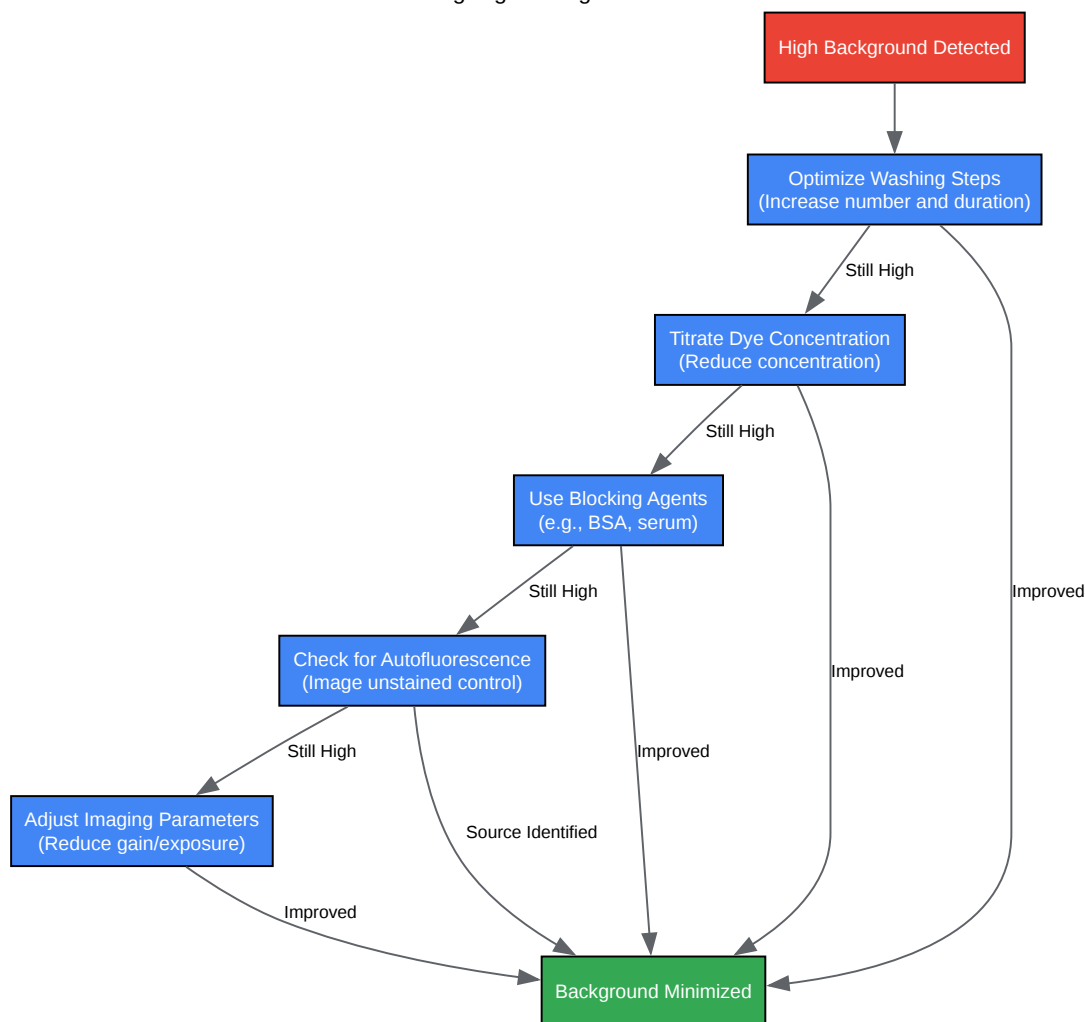 High Background Detected
Optimize Washing Steps
(Increase number and duration)
Still High
Titrate Dye Concentration
(Reduce concentration)
Still High
Use Blocking Agents
(e.g., BSA, serum)
Still High
Improved
Check for Autofluorescence
(Image unstained control)
Improved
Still High
Improved
Adjust Imaging Parameters
(Reduce gain/exposure)
Source Identified
Improved
Background Minimized